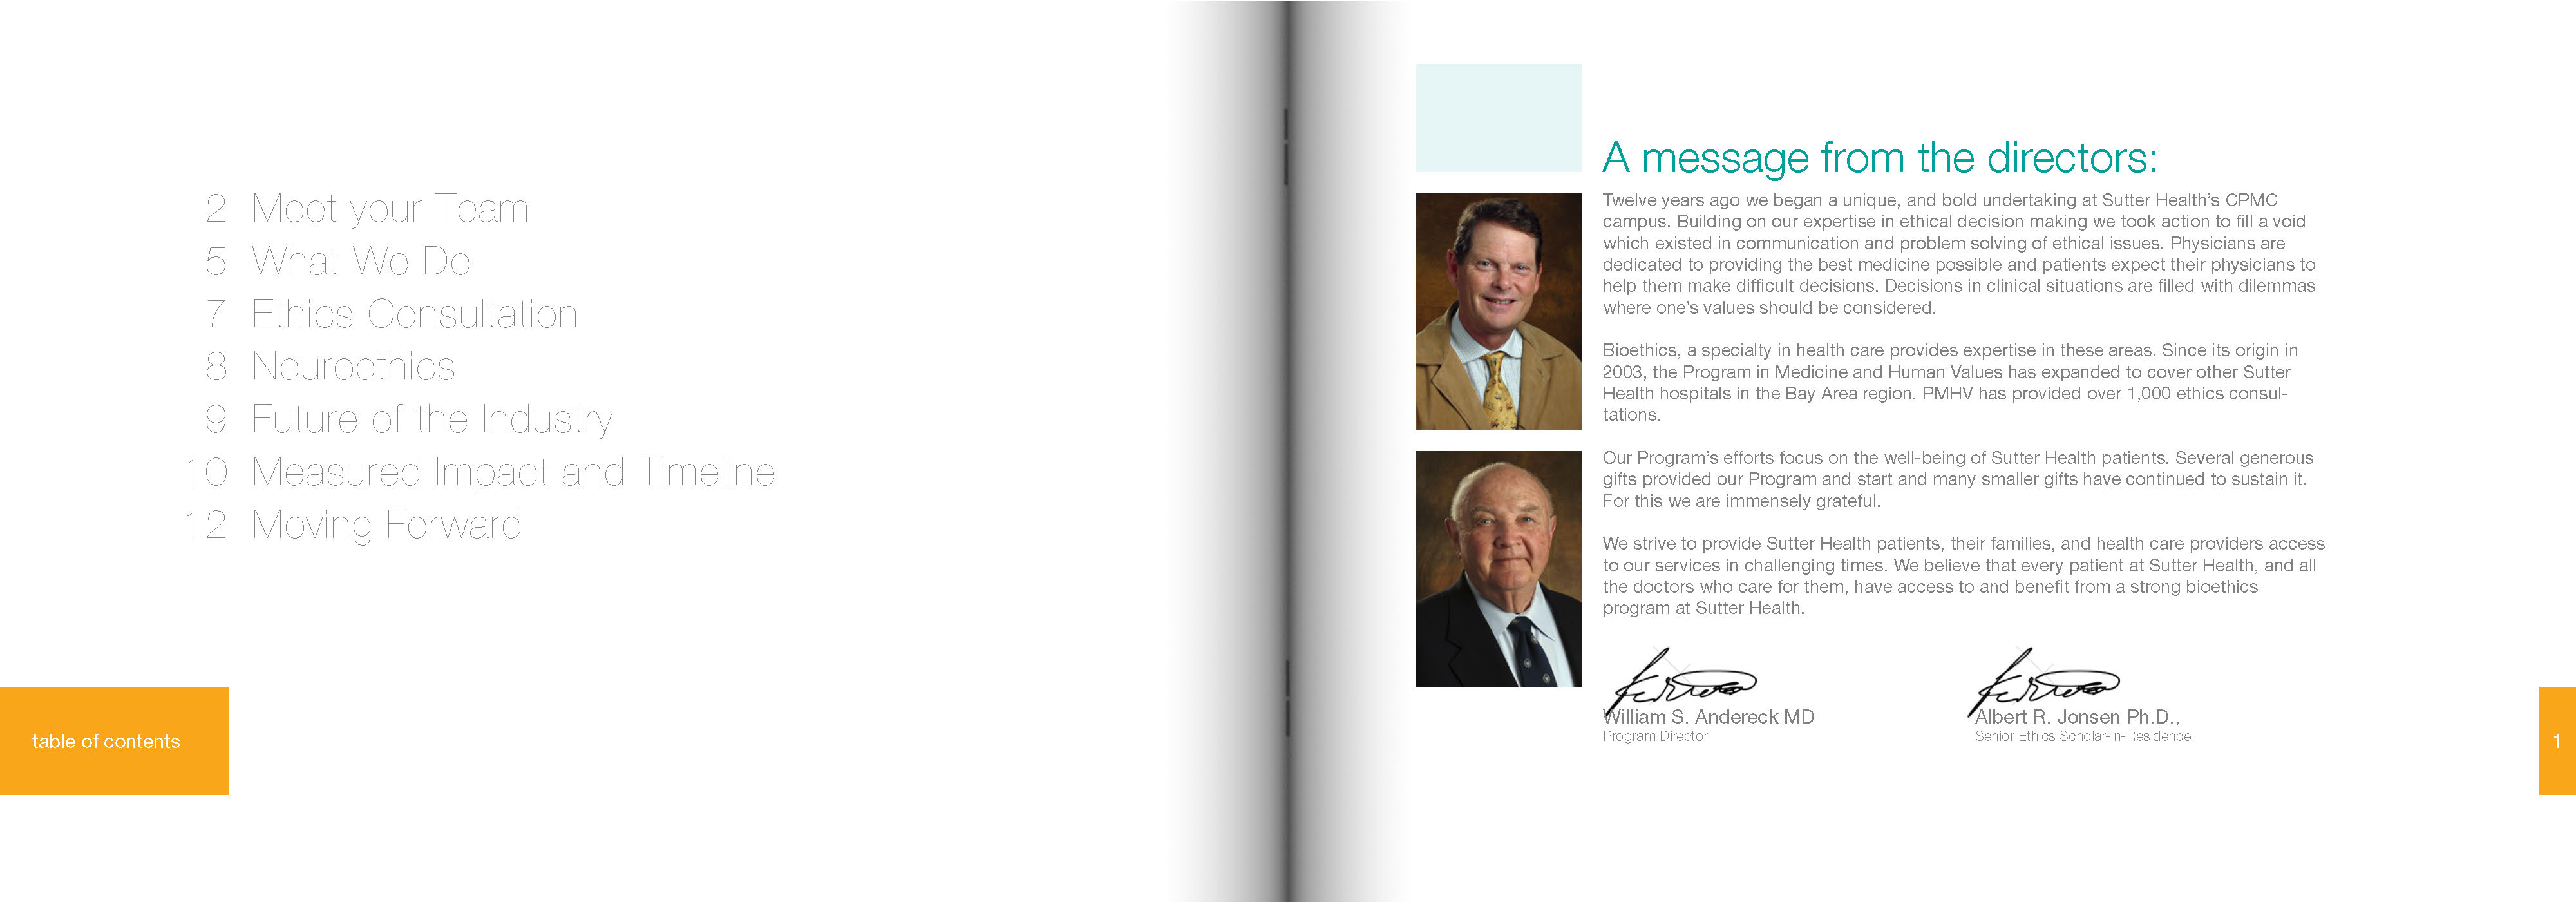 2 Meet your Team
5 What We Do
7 Ethics Consultation
8 Neuroethics
9 Future of the Industry
10 Measured Impact and Timeline
12 Moving Forward
table of contents
A message from the directors:
Twelve years ago we began a unique, and bold undertaking at Sutter Health’s CPMC
campus. Building on our expertise in ethical decision making we took action to fill a void
which existed in communication and problem solving of ethical issues. Physicians are
dedicated to providing the best medicine possible and patients expect their physicians to
help them make difficult decisions. Decisions in clinical situations are filled with dilemmas
where one’s values should be considered.
Bioethics, a specialty in health care provides expertise in these areas. Since its origin in
2003, the Program in Medicine and Human Values has expanded to cover other Sutter
Health hospitals in the Bay Area region. PMHV has provided over 1,000 ethics consul-
tations.
Our Program’s efforts focus on the well-being of Sutter Health patients. Several generous
gifts provided our Program and start and many smaller gifts have continued to sustain it.
For this we are immensely grateful.
We strive to provide Sutter Health patients, their families, and health care providers access
to our services in challenging times. We believe that every patient at Sutter Health, and all
the doctors who care for them, have access to and benefit from a strong bioethics
program at Sutter Health.
William S. Andereck MD
Program Director
Albert R. Jonsen Ph.D.,
Senior Ethics Scholar-in-Residence
1